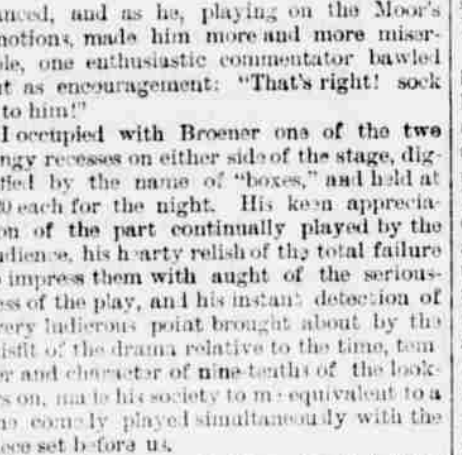 anced, and as he, playing on the Moor's
motions, made him more and more miser-
ble, one enthusiastic commentator bawled
ut as encouragement: "That's right! sock
to him!"
I occupied with Broener one of the two
ngy recesses on either side of the stage, dig-
fied by the name of "boxes," and held at
0 each for the night. His keen apprecia-
on of the part continually played by the
udience, his hearty relish of the total failure
impress them with aught of the serious-
ess of the play, and his instant detection of
very ludicrous point brought about by the
isfit of the drama relative to the time, tem
er and character of nine-tenths of the look-
rs on, made his society to me equivalent to a
ne comedy played simultaneously with the
iece set before us.